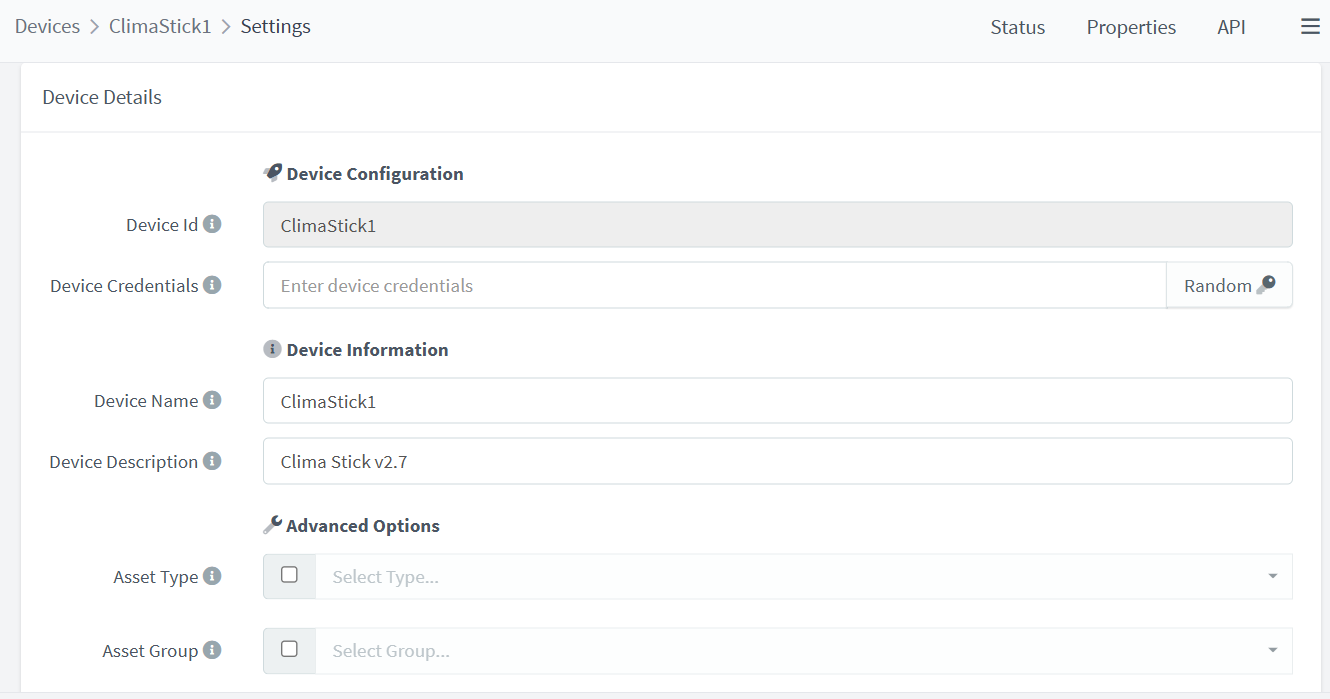 Devices > ClimaStick1 > Settings
Status Properties API
Device Details
Device Configuration
Device Id ClimaStick1
Device Credentials Enter device credentials Random
Device Information
Device Name ClimaStick1
Device Description Clima Stick v2.7
Advanced Options
Asset Type Select Type...
Asset Group Select Group...